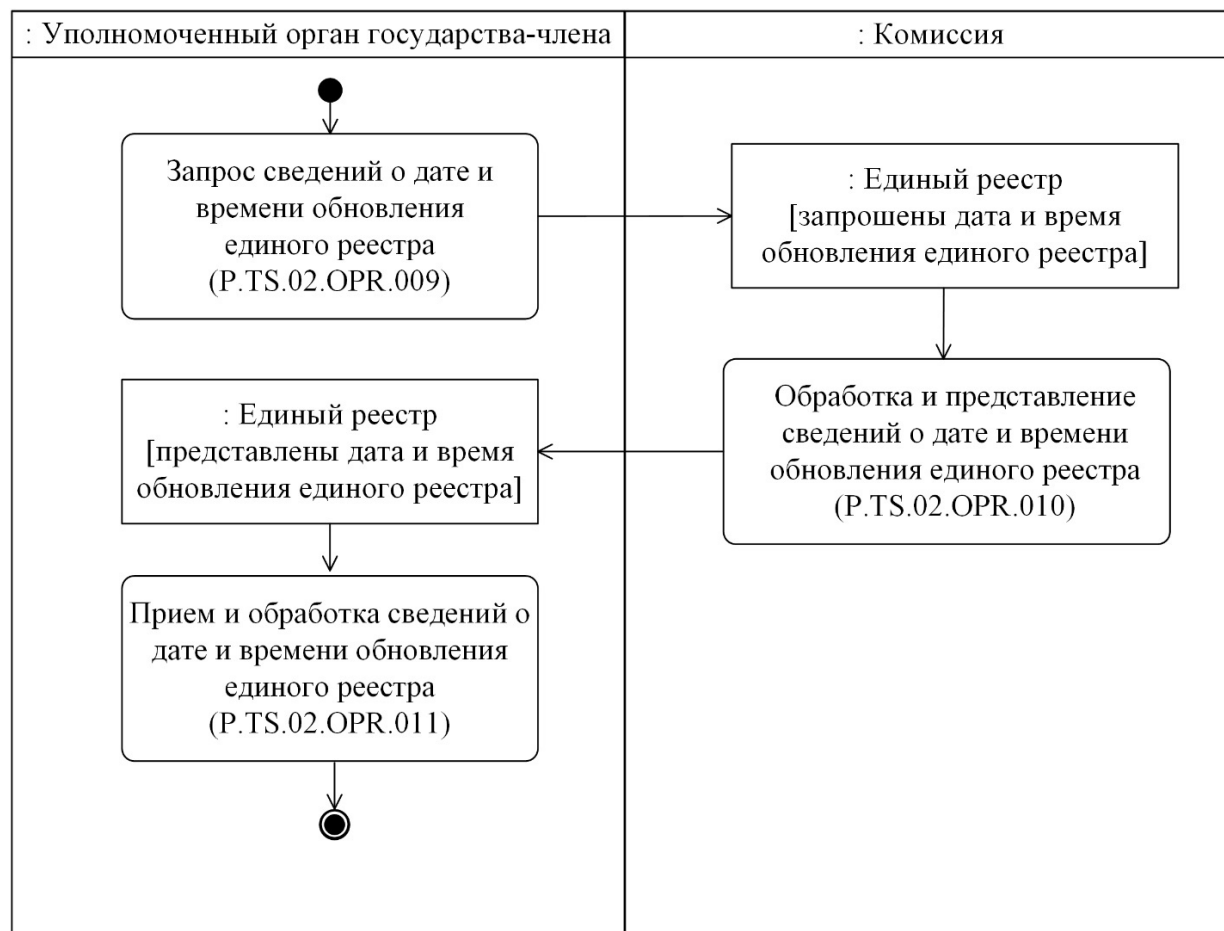 : Уполномоченный орган государства-члена
: Комиссия
Запрос сведений о дате и
времени обновления
единого реестра
(P.TS.02.OPR.009)
: Единый реестр
[запрошены дата и время
обновления единого реестра]
Обработка и представление
сведений о дате и времени
обновления единого реестра
(P.TS.02.OPR.010)
: Единый реестр
[представлены дата и время
обновления единого реестра]
Прием и обработка сведений о
дате и времени обновления
единого реестра
(P.TS.02.OPR.011)